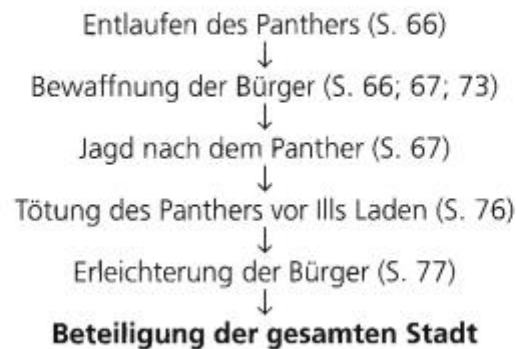 Entlaufen des Panthers (S. 66)
↓
Bewaffnung der Bürger (S. 66; 67; 73)
↓
Jagd nach dem Panther (S. 67)
↓
Tötung des Panthers vor Ills Laden (S. 76)
↓
Erleichterung der Bürger (S. 77)
↓
Beteiligung der gesamten Stadt